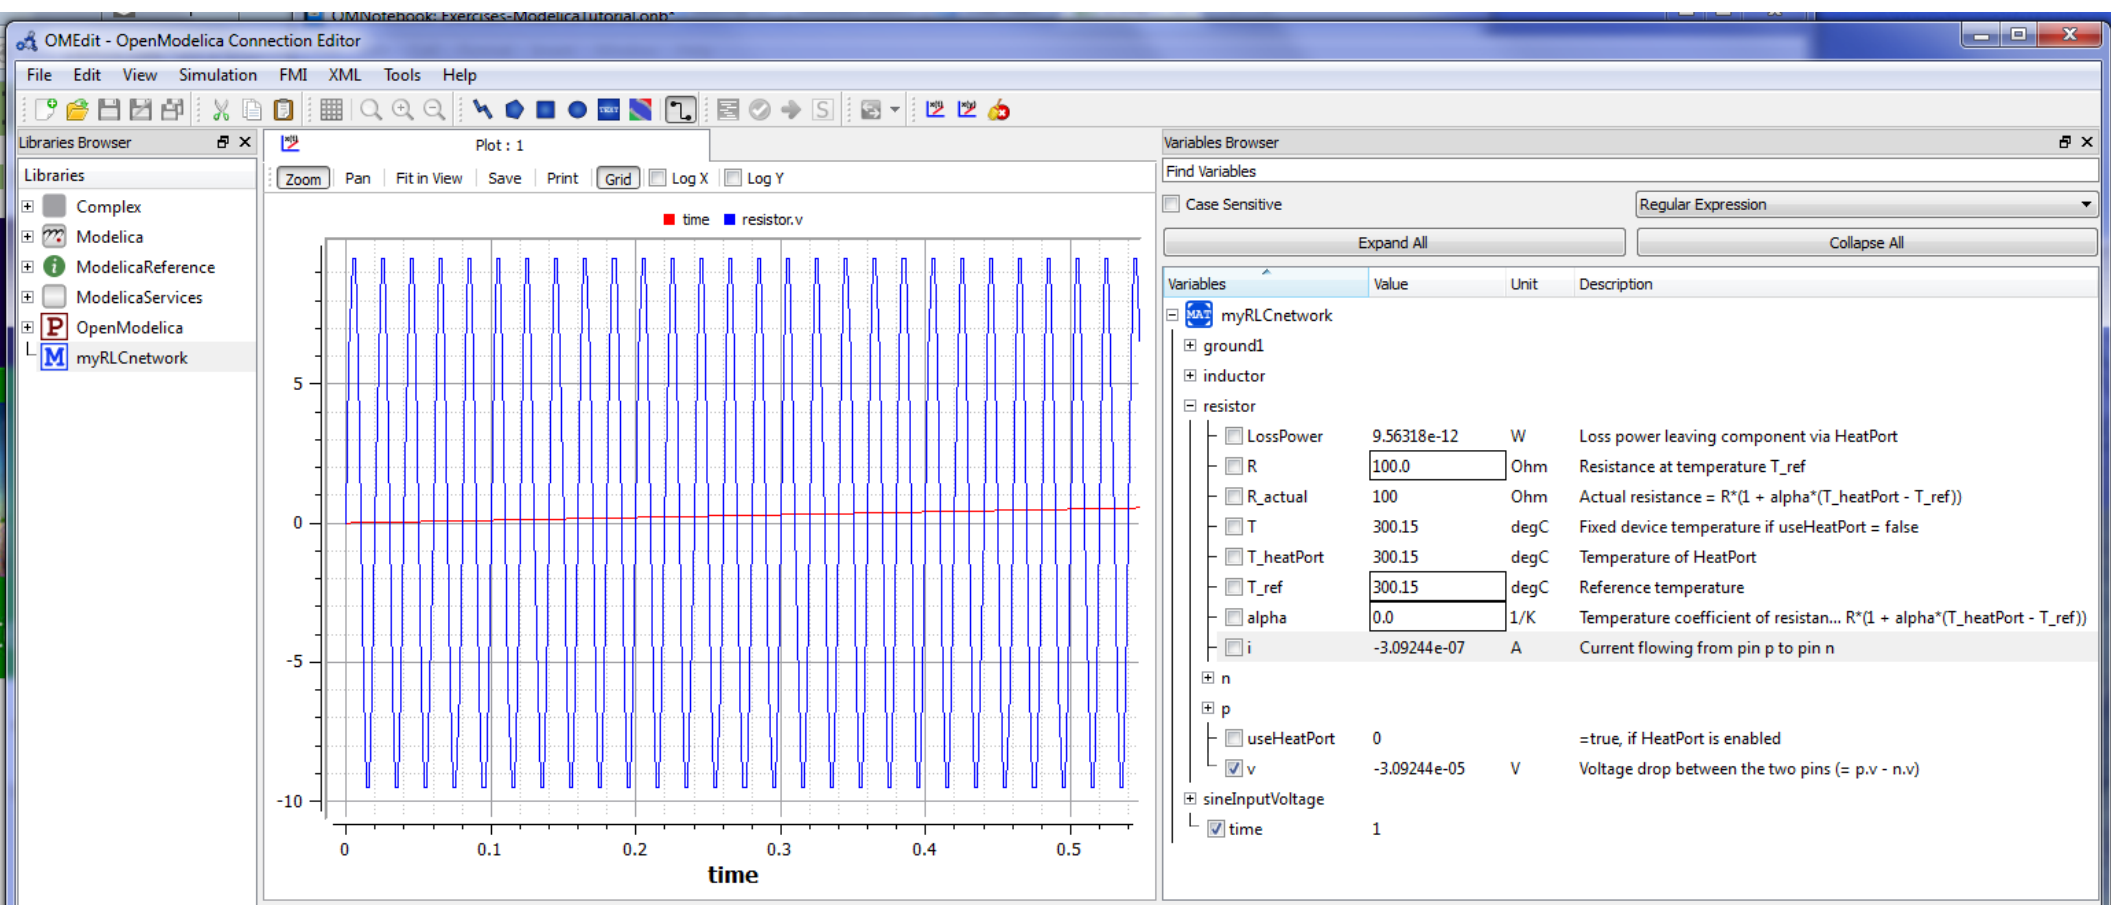 OMNotebook: Exercises-ModelicaTutorial.onb*
OMEdit - OpenModelica Connection Editor
File Edit View Simulation FMI XML Tools Help
TEXT
S
x(t) x(y)
Libraries Browser
Libraries
Complex
Modelica
ModelicaReference
ModelicaServices
P OpenModelica
M myRLCnetwork
x(t) Plot : 1
Zoom Pan Fit in View Save Print Grid Log X Log Y
time resistor.v
5
0
-5
-10
0 0.1 0.2 0.3 0.4 0.5
time
Variables Browser
Find Variables
Case Sensitive Regular Expression
Expand All Collapse All
Variables Value Unit Description
MAT myRLCnetwork
ground1
inductor
resistor
LossPower 9.56318e-12 W Loss power leaving component via HeatPort
R 100.0 Ohm Resistance at temperature T_ref
R_actual 100 Ohm Actual resistance = R*(1 + alpha*(T_heatPort - T_ref))
T 300.15 degC Fixed device temperature if useHeatPort = false
T_heatPort 300.15 degC Temperature of HeatPort
T_ref 300.15 degC Reference temperature
alpha 0.0 1/K Temperature coefficient of resistan... R*(1 + alpha*(T_heatPort - T_ref))
i -3.09244e-07 A Current flowing from pin p to pin n
n
p
useHeatPort 0 =true, if HeatPort is enabled
v -3.09244e-05 V Voltage drop between the two pins (= p.v - n.v)
sineInputVoltage
time 1